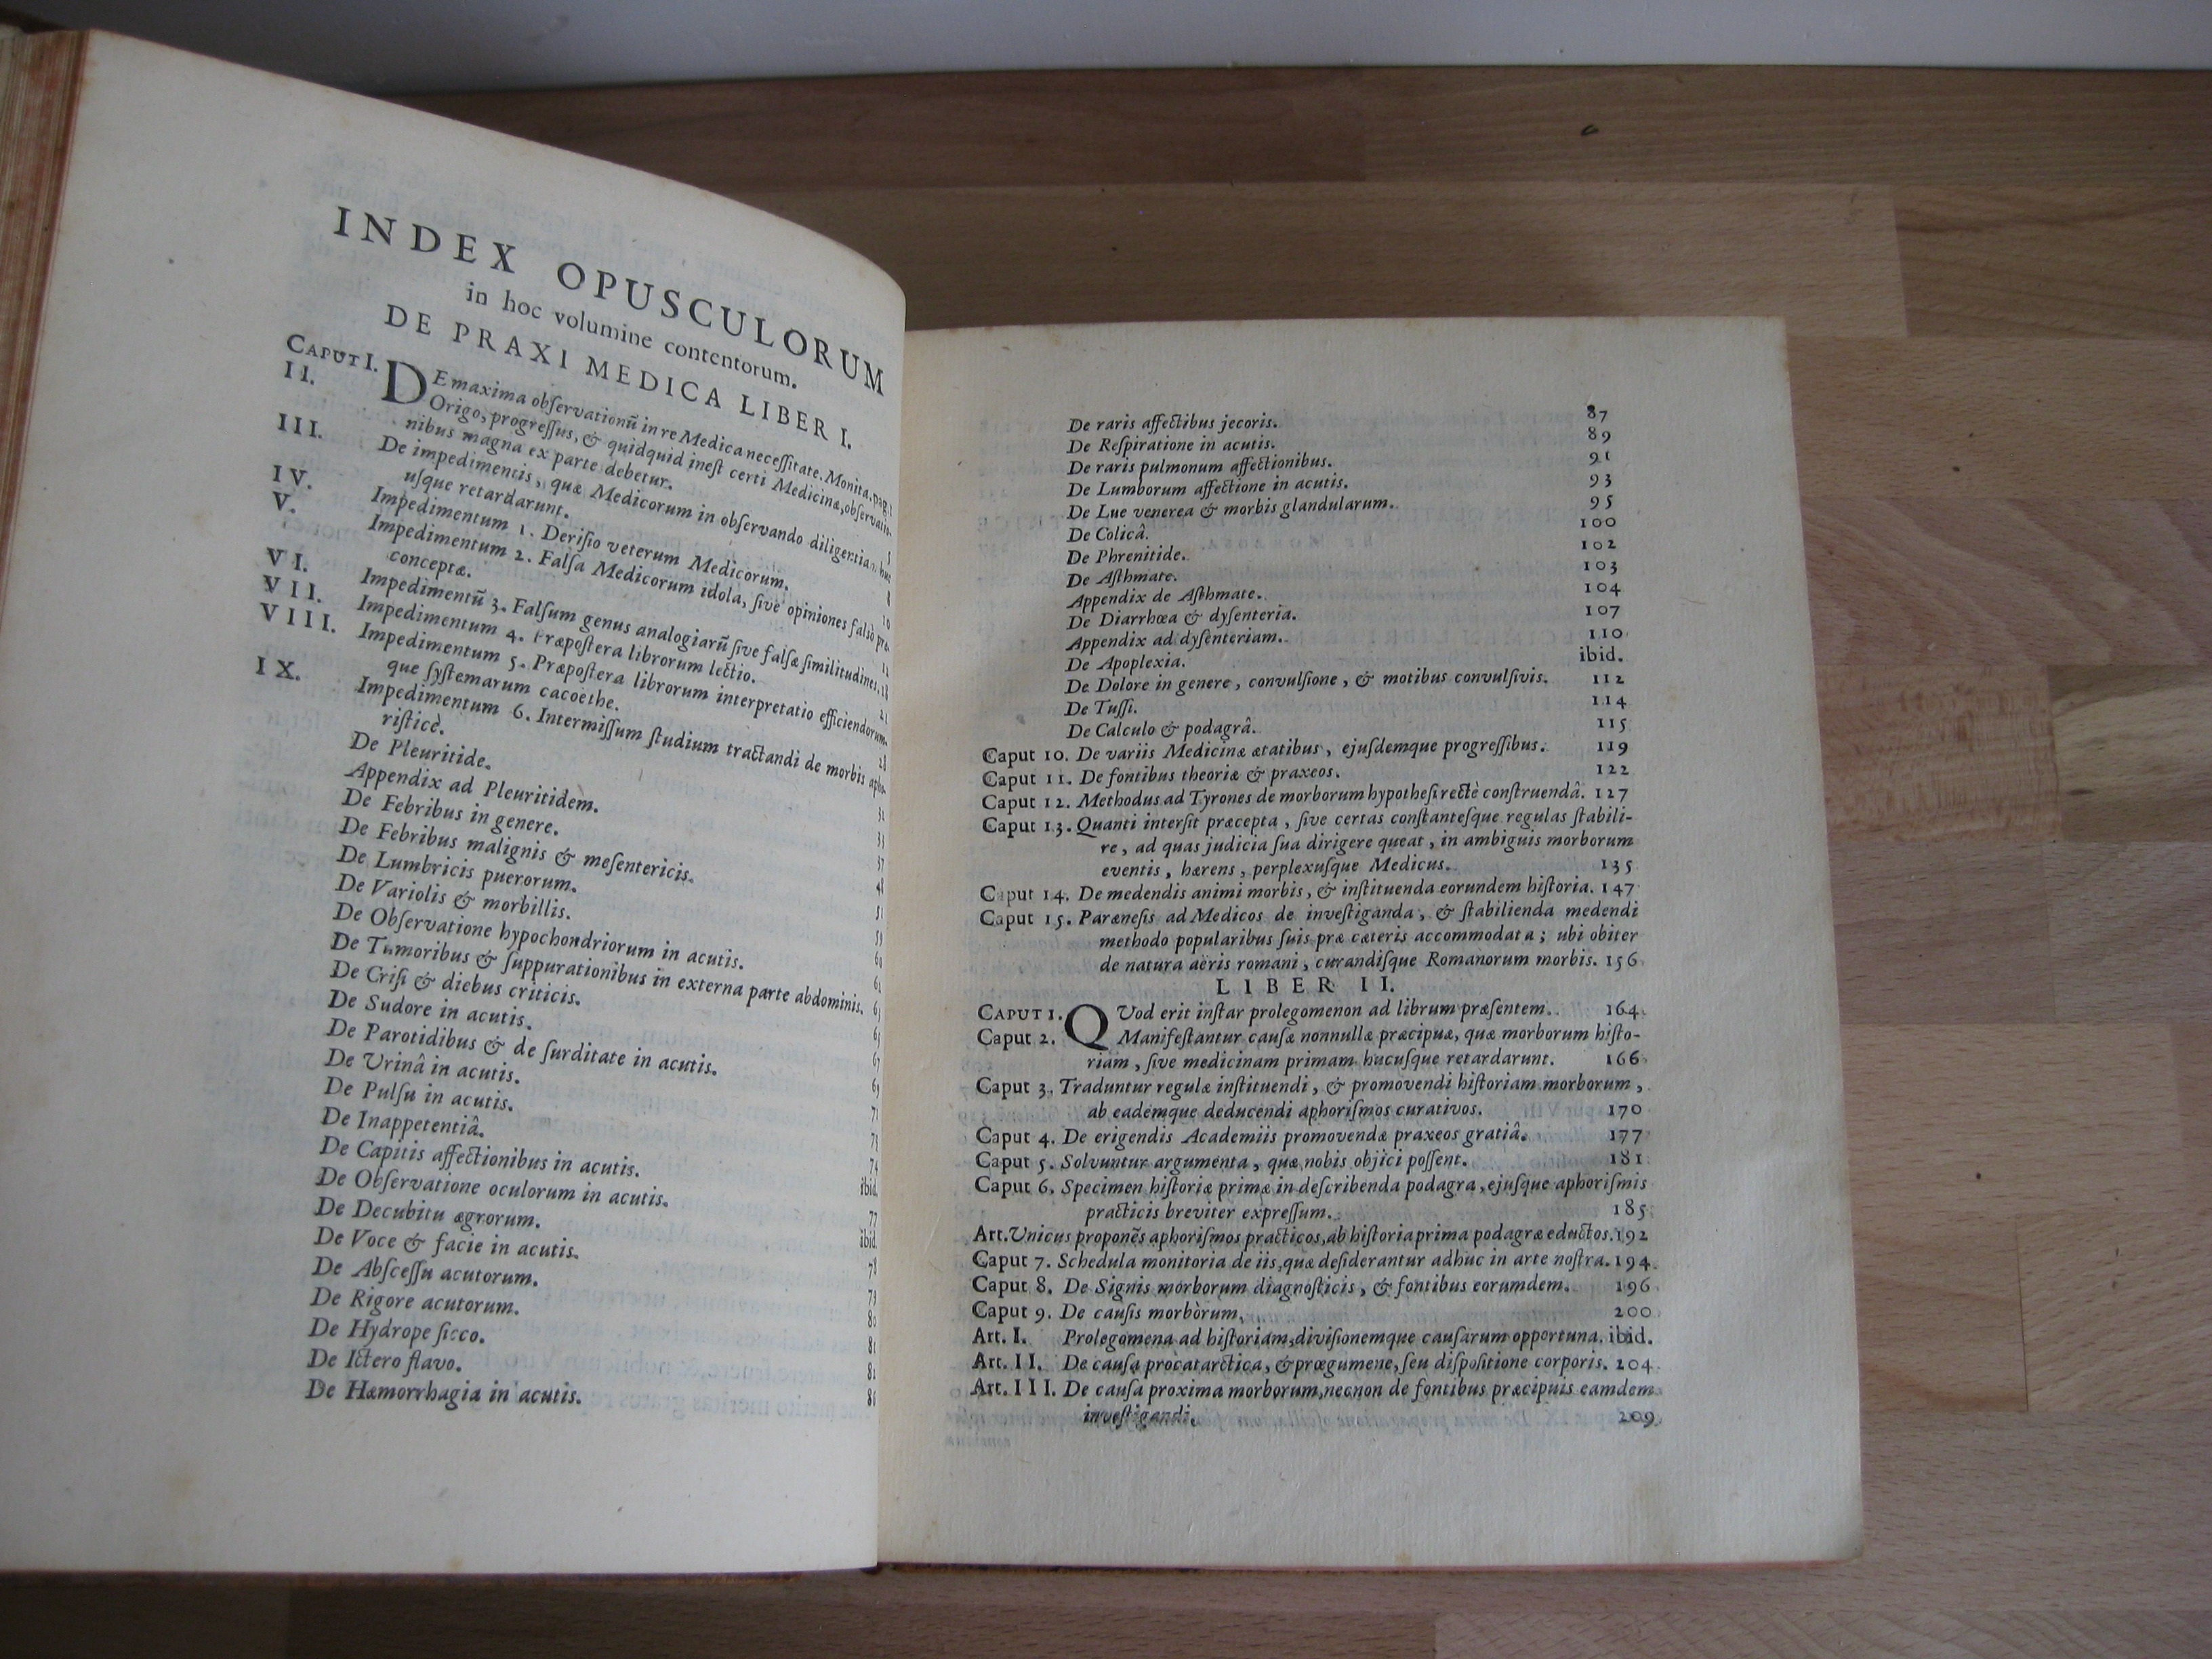 INDEX OPUSCULORUM
in hoc volumine contentorum.
DE PRAXI MEDICA LIBER I.
CAPUT I. DE maxima obſervationū in re Medica neceſſitate. Monita. pag.
II. Origo, progreſſus, & quidquid ineſt certi Medicinæ, obſervatio-
nibus magna ex parte debetur.
III. De impedimentis, quæ Medicorum in obſervando diligentiam huc
uſque retardarunt.
IV. Impedimentum 1. Deriſio veterum Medicorum. 8
V. Impedimentum 2. Falſa Medicorum idola, ſive opiniones falsò præ-
conceptæ. 10
VI. Impedimentū 3. Falſum genus analogiarū ſive falſæ ſimilitudines.
VII. Impedimentum 4. Præpoſtera librorum lectio.
VIII. Impedimentum 5. Præpoſtera librorum interpretatio efficiendorum-
que ſyſtemarum cacoethe.
IX. Impedimentum 6. Intermiſſum ſtudium tractandi de morbis apho-
riſticè.
De Pleuritide.
Appendix ad Pleuritidem.
De Febribus in genere.
De Febribus malignis & meſentericis.
De Lumbricis puerorum.
De Variolis & morbillis.
De Obſervatione hypochondriorum in acutis.
De Tumoribus & ſuppurationibus in externa parte abdominis.
De Criſi & diebus criticis.
De Sudore in acutis.
De Parotidibus & de ſurditate in acutis.
De Urinâ in acutis.
De Pulſu in acutis.
De Inappetentiâ.
De Capitis affectionibus in acutis.
De Obſervatione oculorum in acutis. ibid.
De Decubitu ægrorum. 77
De Voce & facie in acutis. ibid.
De Abſceſſu acutorum. 78
De Rigore acutorum. 79
De Hydrope ſicco.
De Ictero flavo.
De Hæmorrhagia in acutis.
De raris affectibus jecoris. 87
De Reſpiratione in acutis. 89
De raris pulmonum affectionibus. 91
De Lumborum affectione in acutis. 93
De Lue venerea & morbis glandularum. 95
De Colicâ. 100
De Phrenitide. 102
De Aſthmate. 103
Appendix de Aſthmate. 104
De Diarrhœa & dyſenteria. 107
Appendix ad dyſenteriam. 110
De Apoplexia. ibid.
De Dolore in genere, convulſione, & motibus convulſivis. 112
De Tuſſi. 114
De Calculo & podagrâ. 115
Caput 10. De variis Medicinæ ætatibus, ejuſdemque progreſſibus. 119
Caput 11. De fontibus theoriæ & praxeos. 122
Caput 12. Methodus ad Tyrones de morborum hypotheſi rectè conſtruendâ. 127
Caput 13. Quanti interſit præcepta, ſive certas conſtanteſque regulas ſtabili-
re, ad quas judicia ſua dirigere queat, in ambiguis morborum
eventis, hærens, perplexuſque Medicus. 135
Caput 14. De medendis animi morbis, & inſtituenda eorundem hiſtoria. 147
Caput 15. Paræneſis ad Medicos de inveſtiganda, & ſtabilienda medendi
methodo popularibus ſuis præ cæteris accommodata; ubi obiter
de natura aëris romani, curandiſque Romanorum morbis. 156
LIBER II.
CAPUT 1. QUod erit inſtar prolegomenon ad librum præſentem. 164
Caput 2. Manifeſtantur cauſæ nonnullæ præcipuæ, quæ morborum hiſto-
riam, ſive medicinam primam hucuſque retardarunt. 166
Caput 3. Traduntur regulæ inſtituendi, & promovendi hiſtoriam morborum,
ab eademque deducendi aphoriſmos curativos. 170
Caput 4. De erigendis Academiis promovendæ praxeos gratiâ. 177
Caput 5. Solvuntur argumenta, quæ nobis objici poſſent. 181
Caput 6. Specimen hiſtoriæ primæ in deſcribenda podagra, ejuſque aphoriſmis
practicis breviter expreſſum. 185
Art. Unicus proponēs aphoriſmos practicos, ab hiſtoria prima podagræ eductos. 192
Caput 7. Schedula monitoria de iis, quæ deſiderantur adhuc in arte noſtra. 194
Caput 8. De Signis morborum diagnoſticis, & fontibus eorumdem. 196
Caput 9. De cauſis morborum. 200
Art. I. Prolegomena ad hiſtoriam, diviſionemque cauſarum opportuna. ibid.
Art. II. De cauſa procatarctica, & prœgumene, ſeu diſpoſitione corporis. 204
Art. III. De cauſa proxima morborum, necnon de fontibus præcipuis eamdem
inveſtigandi. 209